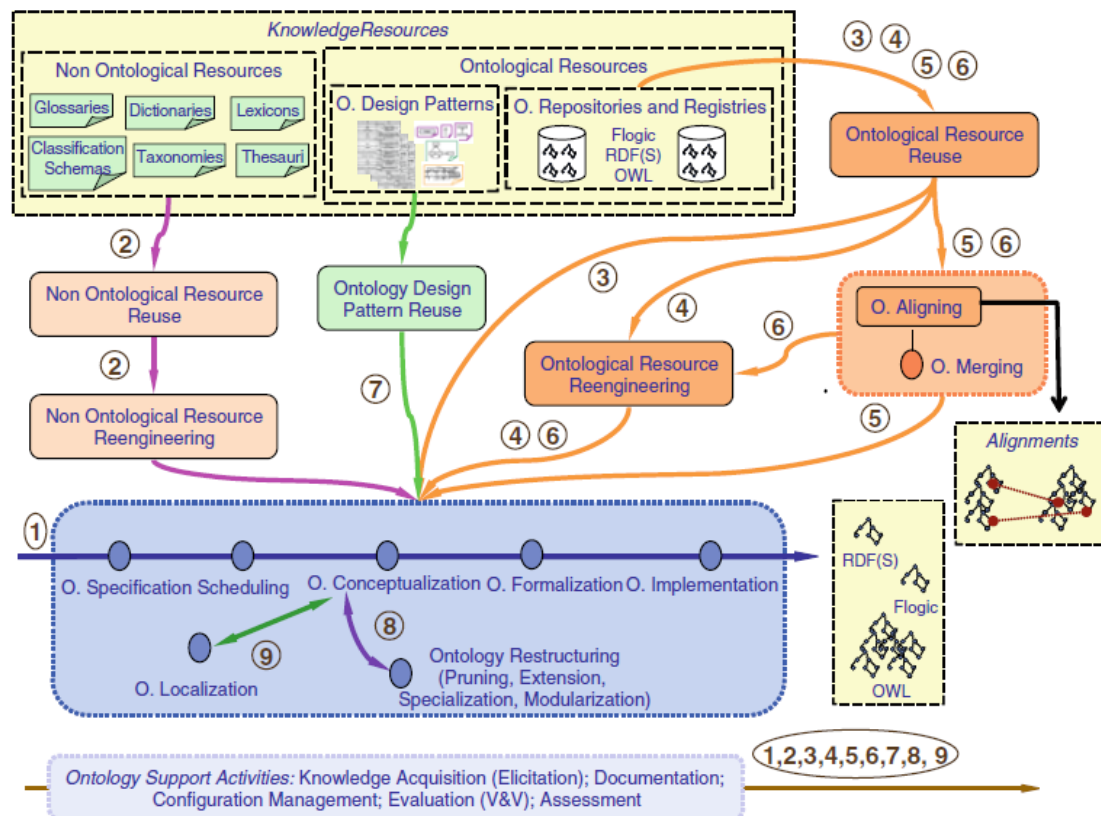 KnowledgeResources
Non Ontological Resources
Glossaries
Dictionaries
Lexicons
Classification
Schemas
Taxonomies
Thesauri
Ontological Resources
O. Design Patterns
O. Repositories and Registries
Flogic
RDF(S)
OWL
3
4
5
6
Ontological Resource
Reuse
2
Non Ontological Resource
Reuse
2
Non Ontological Resource
Reengineering
Ontology Design
Pattern Reuse
7
3
4
5
6
Ontological Resource
Reengineering
4
6
6
O. Aligning
O. Merging
5
Alignments
1
O. Specification
Scheduling
O. Conceptualization
O. Formalization
O. Implementation
9
O. Localization
8
Ontology Restructuring
(Pruning, Extension,
Specialization, Modularization)
RDF(S)
Flogic
OWL
1,2,3,4,5,6,7,8, 9
Ontology Support Activities: Knowledge Acquisition (Elicitation); Documentation;
Configuration Management; Evaluation (V&V); Assessment